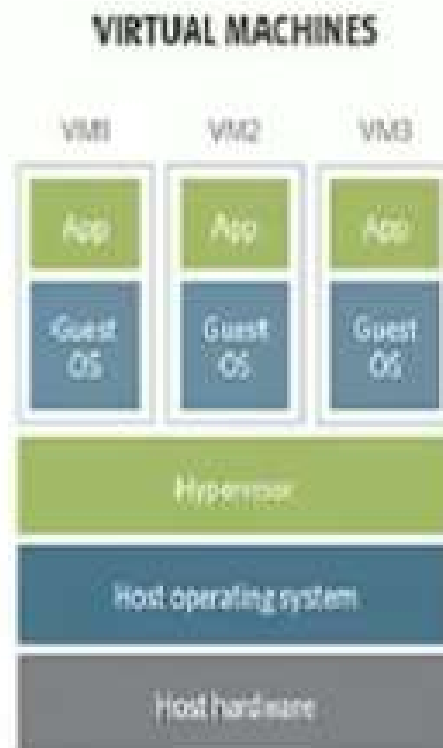 VIRTUAL MACHINES
VM1 VM2 VM3
App App App
Guest Guest Guest
OS OS OS
Hypervisor
Host operating system
Host hardware